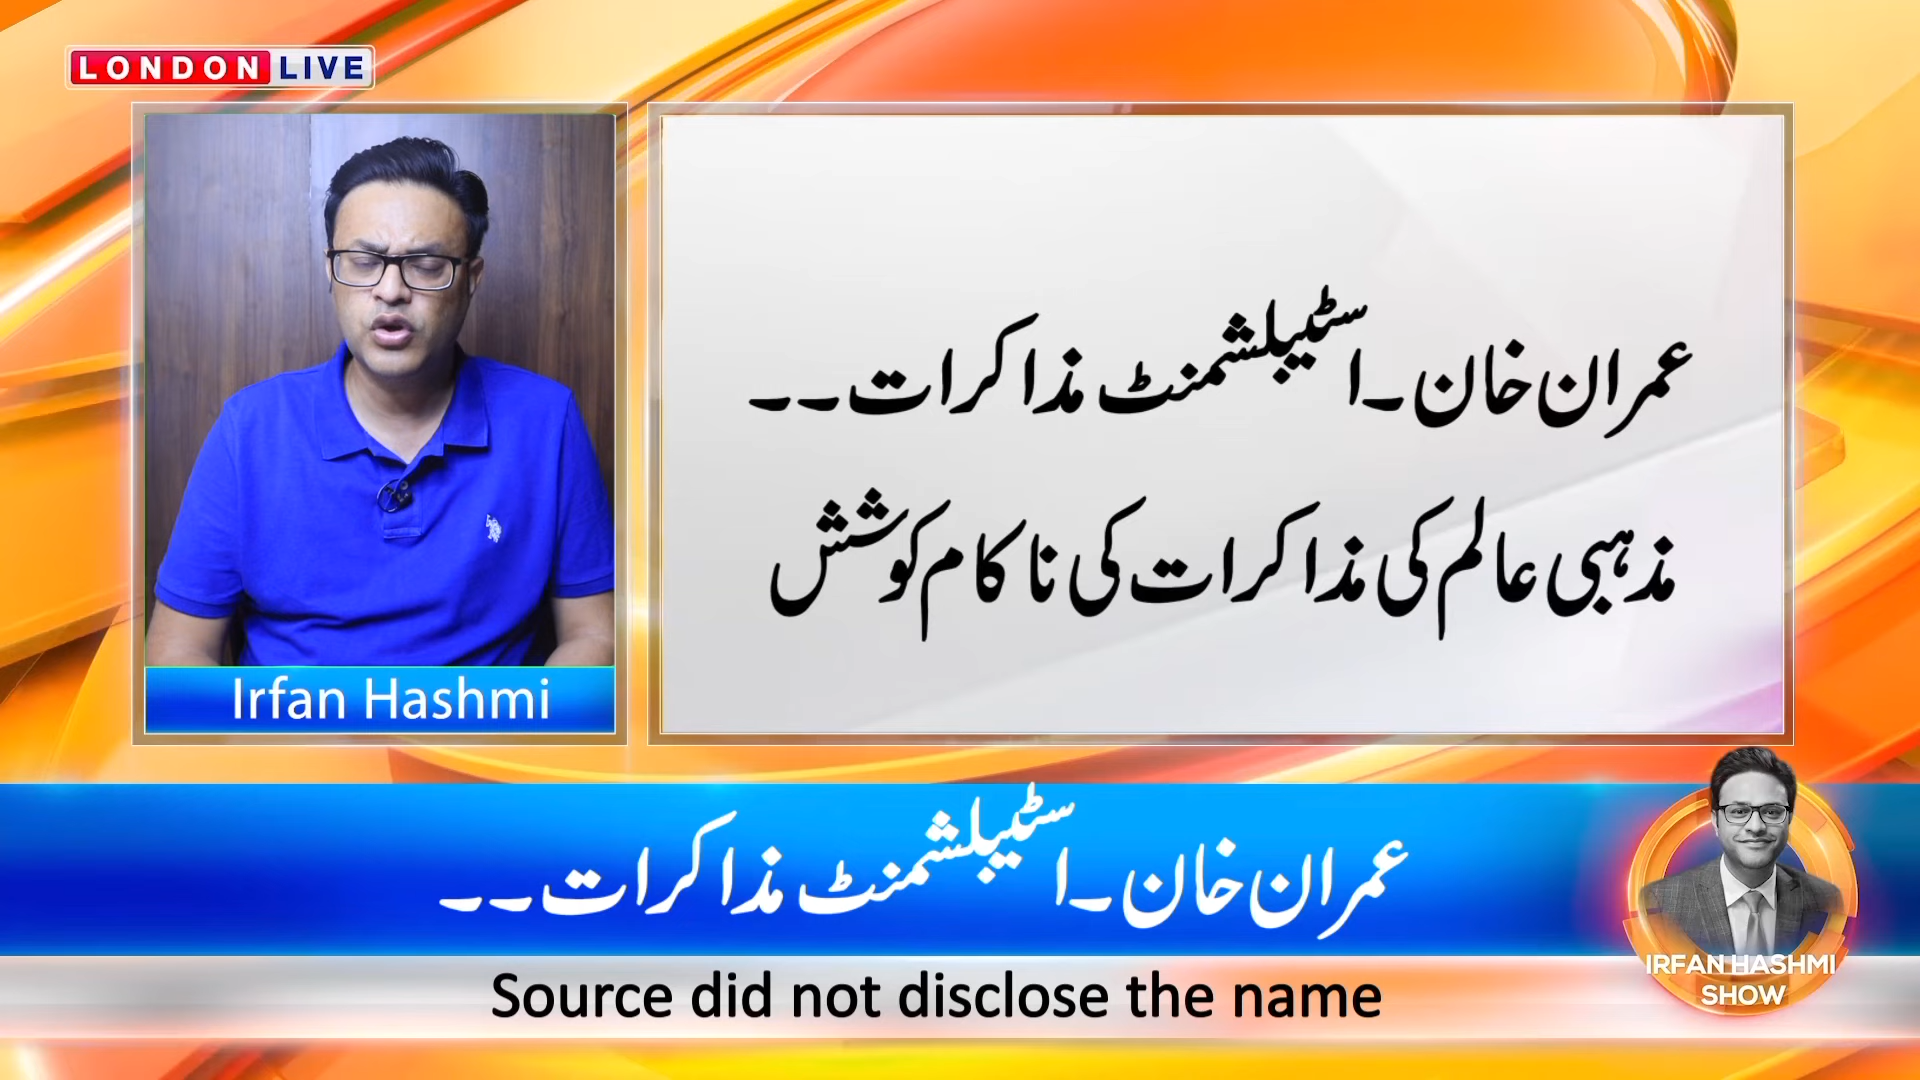 LONDON LIVE
عمران خان۔اسٹیبلشمنٹ مذاکرات۔۔
مذہبی عالم کی مذاکرات کی ناکام کوشش
Irfan Hashmi
عمران خان۔اسٹیبلشمنٹ مذاکرات۔۔
Source did not disclose the name
IRFAN HASHMI
SHOW